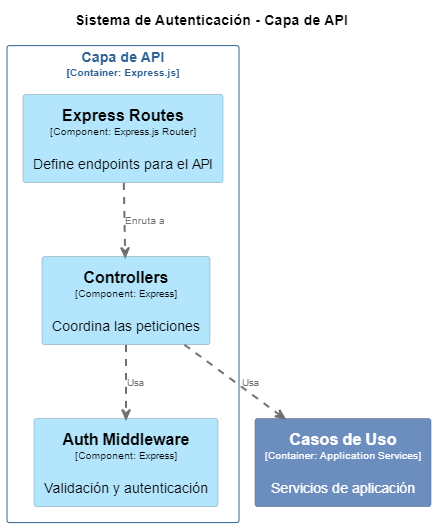 Sistema de Autenticación - Capa de API
Capa de API
[Container: Express.js]
Express Routes
[Component: Express.js Router]
Define endpoints para el API
Enruta a
Controllers
[Component: Express]
Coordina las peticiones
Usa
Usa
Auth Middleware
[Component: Express]
Validación y autenticación
Casos de Uso
[Container: Application Services]
Servicios de aplicación